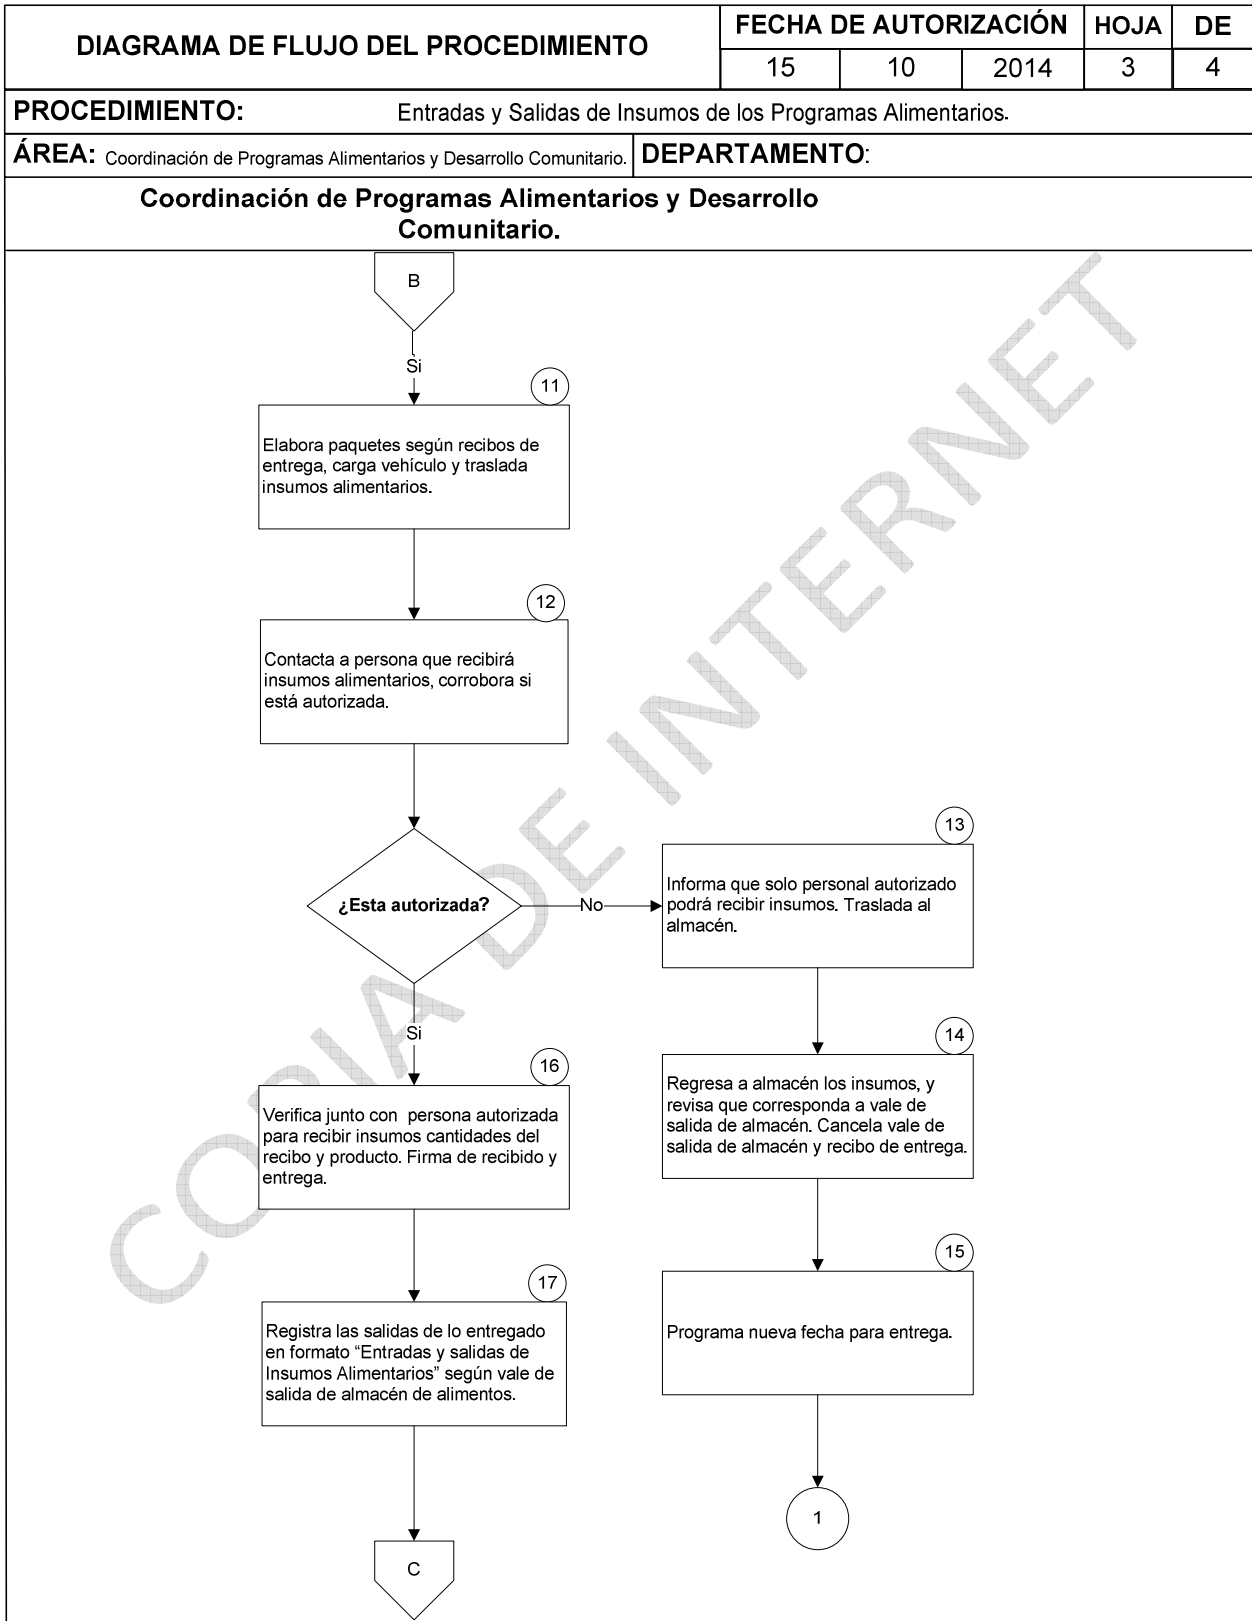 DIAGRAMA DE FLUJO DEL PROCEDIMIENTO
FECHA DE AUTORIZACIÓN
HOJA
DE
15
10
2014
3
4
PROCEDIMIENTO:
Entradas y Salidas de Insumos de los Programas Alimentarios.
ÁREA: Coordinación de Programas Alimentarios y Desarrollo Comunitario.
DEPARTAMENTO:
Coordinación de Programas Alimentarios y Desarrollo
Comunitario.
B
Si
11
Elabora paquetes según recibos de
entrega, carga vehículo y traslada
insumos alimentarios.
12
Contacta a persona que recibirá
insumos alimentarios, corrobora si
está autorizada.
¿Esta autorizada?
No
13
Informa que solo personal autorizado
podrá recibir insumos. Traslada al
almacén.
14
Regresa a almacén los insumos, y
revisa que corresponda a vale de
salida de almacén. Cancela vale de
salida de almacén y recibo de entrega.
15
Programa nueva fecha para entrega.
1
Si
16
Verifica junto con persona autorizada
para recibir insumos cantidades del
recibo y producto. Firma de recibido y
entrega.
17
Registra las salidas de lo entregado
en formato “Entradas y salidas de
Insumos Alimentarios” según vale de
salida de almacén de alimentos.
C
COPIA DE INTERNET